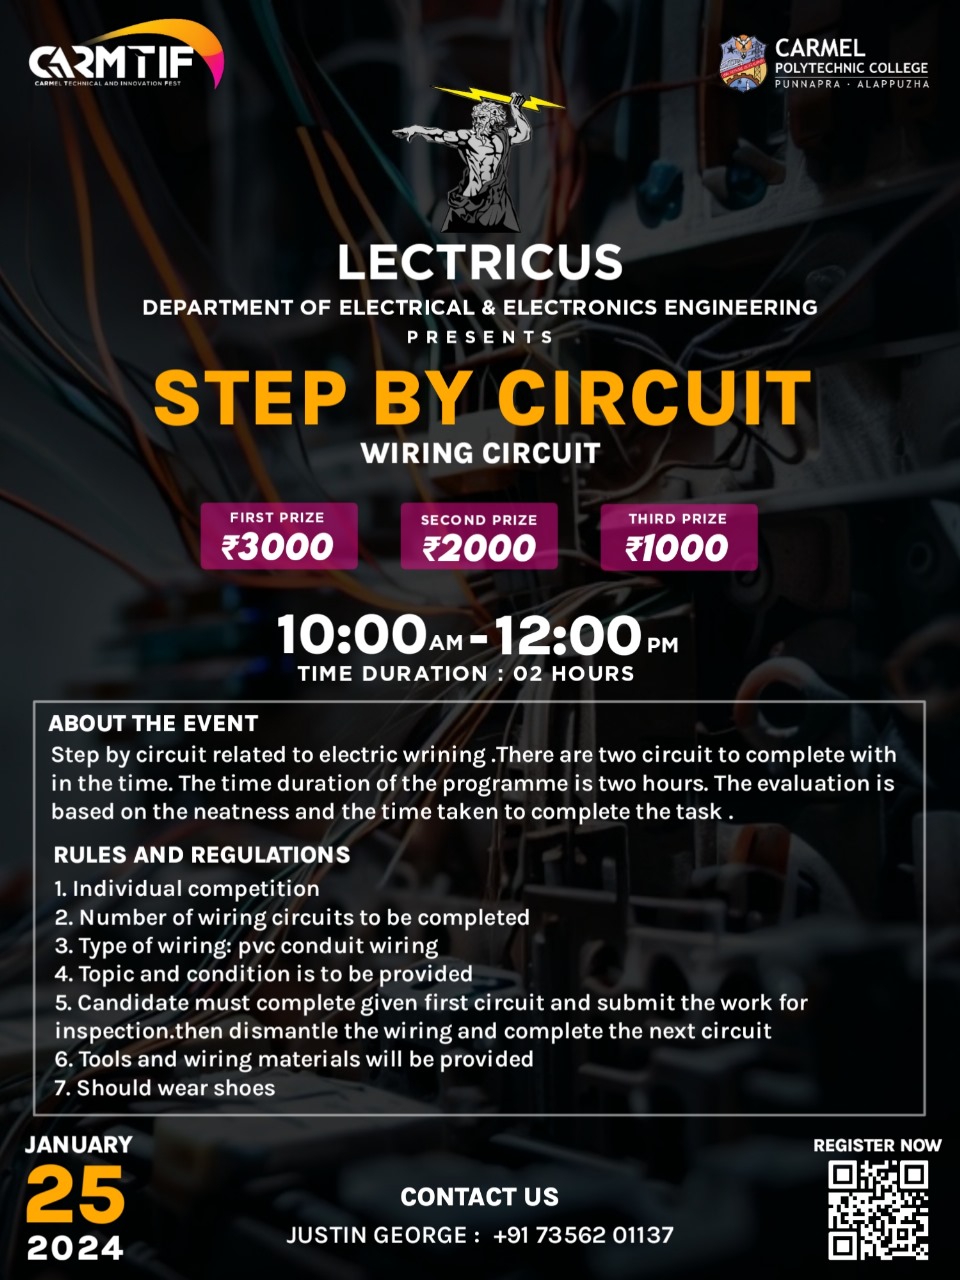 CARMTIF
CARMEL TECHNICAL AND INNOVATION FEST
CARMEL
POLYTECHNIC COLLEGE
PUNNAPRA · ALAPPUZHA
LECTRICUS
DEPARTMENT OF ELECTRICAL & ELECTRONICS ENGINEERING
PRESENTS
STEP BY CIRCUIT
WIRING CIRCUIT
FIRST PRIZE
₹3000
SECOND PRIZE
₹2000
THIRD PRIZE
₹1000
10:00 AM - 12:00 PM
TIME DURATION : 02 HOURS
ABOUT THE EVENT
Step by circuit related to electric wrining .There are two circuit to complete with
in the time. The time duration of the programme is two hours. The evaluation is
based on the neatness and the time taken to complete the task .
RULES AND REGULATIONS
1. Individual competition
2. Number of wiring circuits to be completed
3. Type of wiring: pvc conduit wiring
4. Topic and condition is to be provided
5. Candidate must complete given first circuit and submit the work for
inspection.then dismantle the wiring and complete the next circuit
6. Tools and wiring materials will be provided
7. Should wear shoes
JANUARY
25
2024
CONTACT US
JUSTIN GEORGE : +91 73562 01137
REGISTER NOW